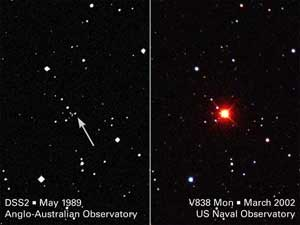 DSS2 ▪ May 1989
Anglo-Australian Observatory
V838 Mon ▪ March 2002
US Naval Observatory